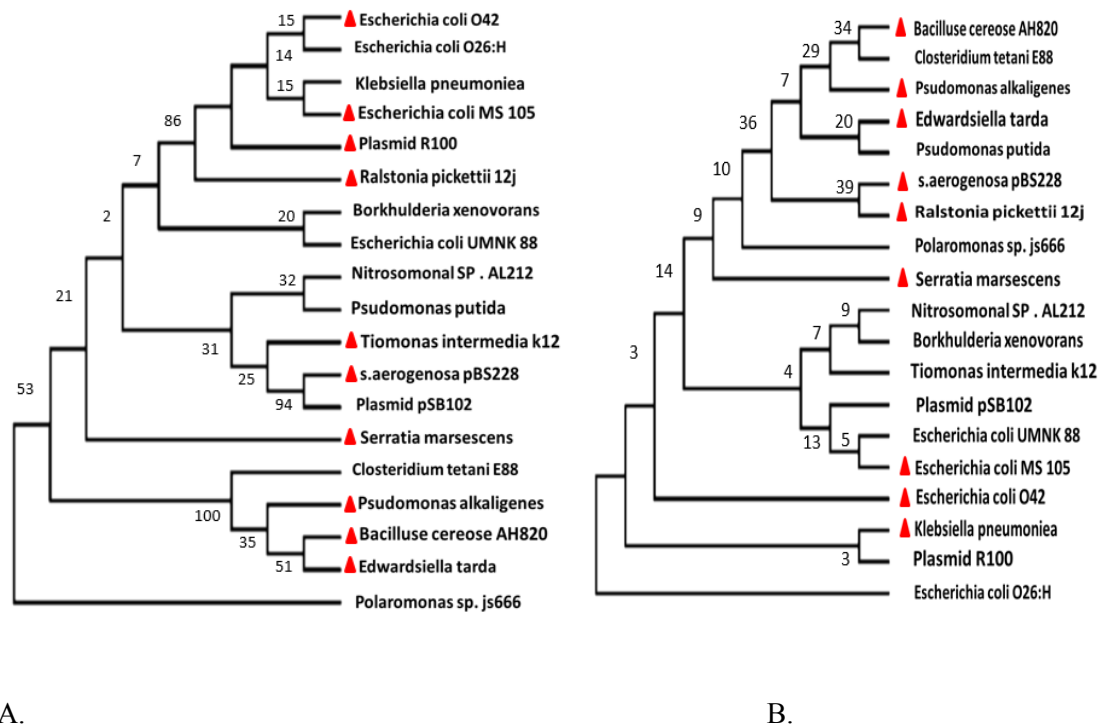 15
Escherichia coli O42
14
Escherichia coli O26:H
15
Klebsiella pneumoniea
Escherichia coli MS 105
86
Plasmid R100
7
Ralstonia pickettii 12j
2
20
Borkhulderia xenovorans
Escherichia coli UMNK 88
21
32
Nitrosomonal SP . AL212
Psudomonas putida
31
Tiomonas intermedia k12
25
s.aerogenosa pBS228
94
Plasmid pSB102
53
Serratia marsescens
Closteridium tetani E88
100
Psudomonas alkaligenes
35
Bacilluse cereose AH820
51
Edwardsiella tarda
Polaromonas sp. js666
A.
34
Bacilluse cereose AH820
29
Closteridium tetani E88
7
Psudomonas alkaligenes
36
20
Edwardsiella tarda
Psudomonas putida
10
39
s.aerogenosa pBS228
9
Ralstonia pickettii 12j
Polaromonas sp. js666
14
Serratia marsescens
9
Nitrosomonal SP . AL212
7
Borkhulderia xenovorans
3
4
Tiomonas intermedia k12
Plasmid pSB102
13
5
Escherichia coli UMNK 88
Escherichia coli MS 105
Escherichia coli O42
Klebsiella pneumoniea
3
Plasmid R100
Escherichia coli O26:H
B.